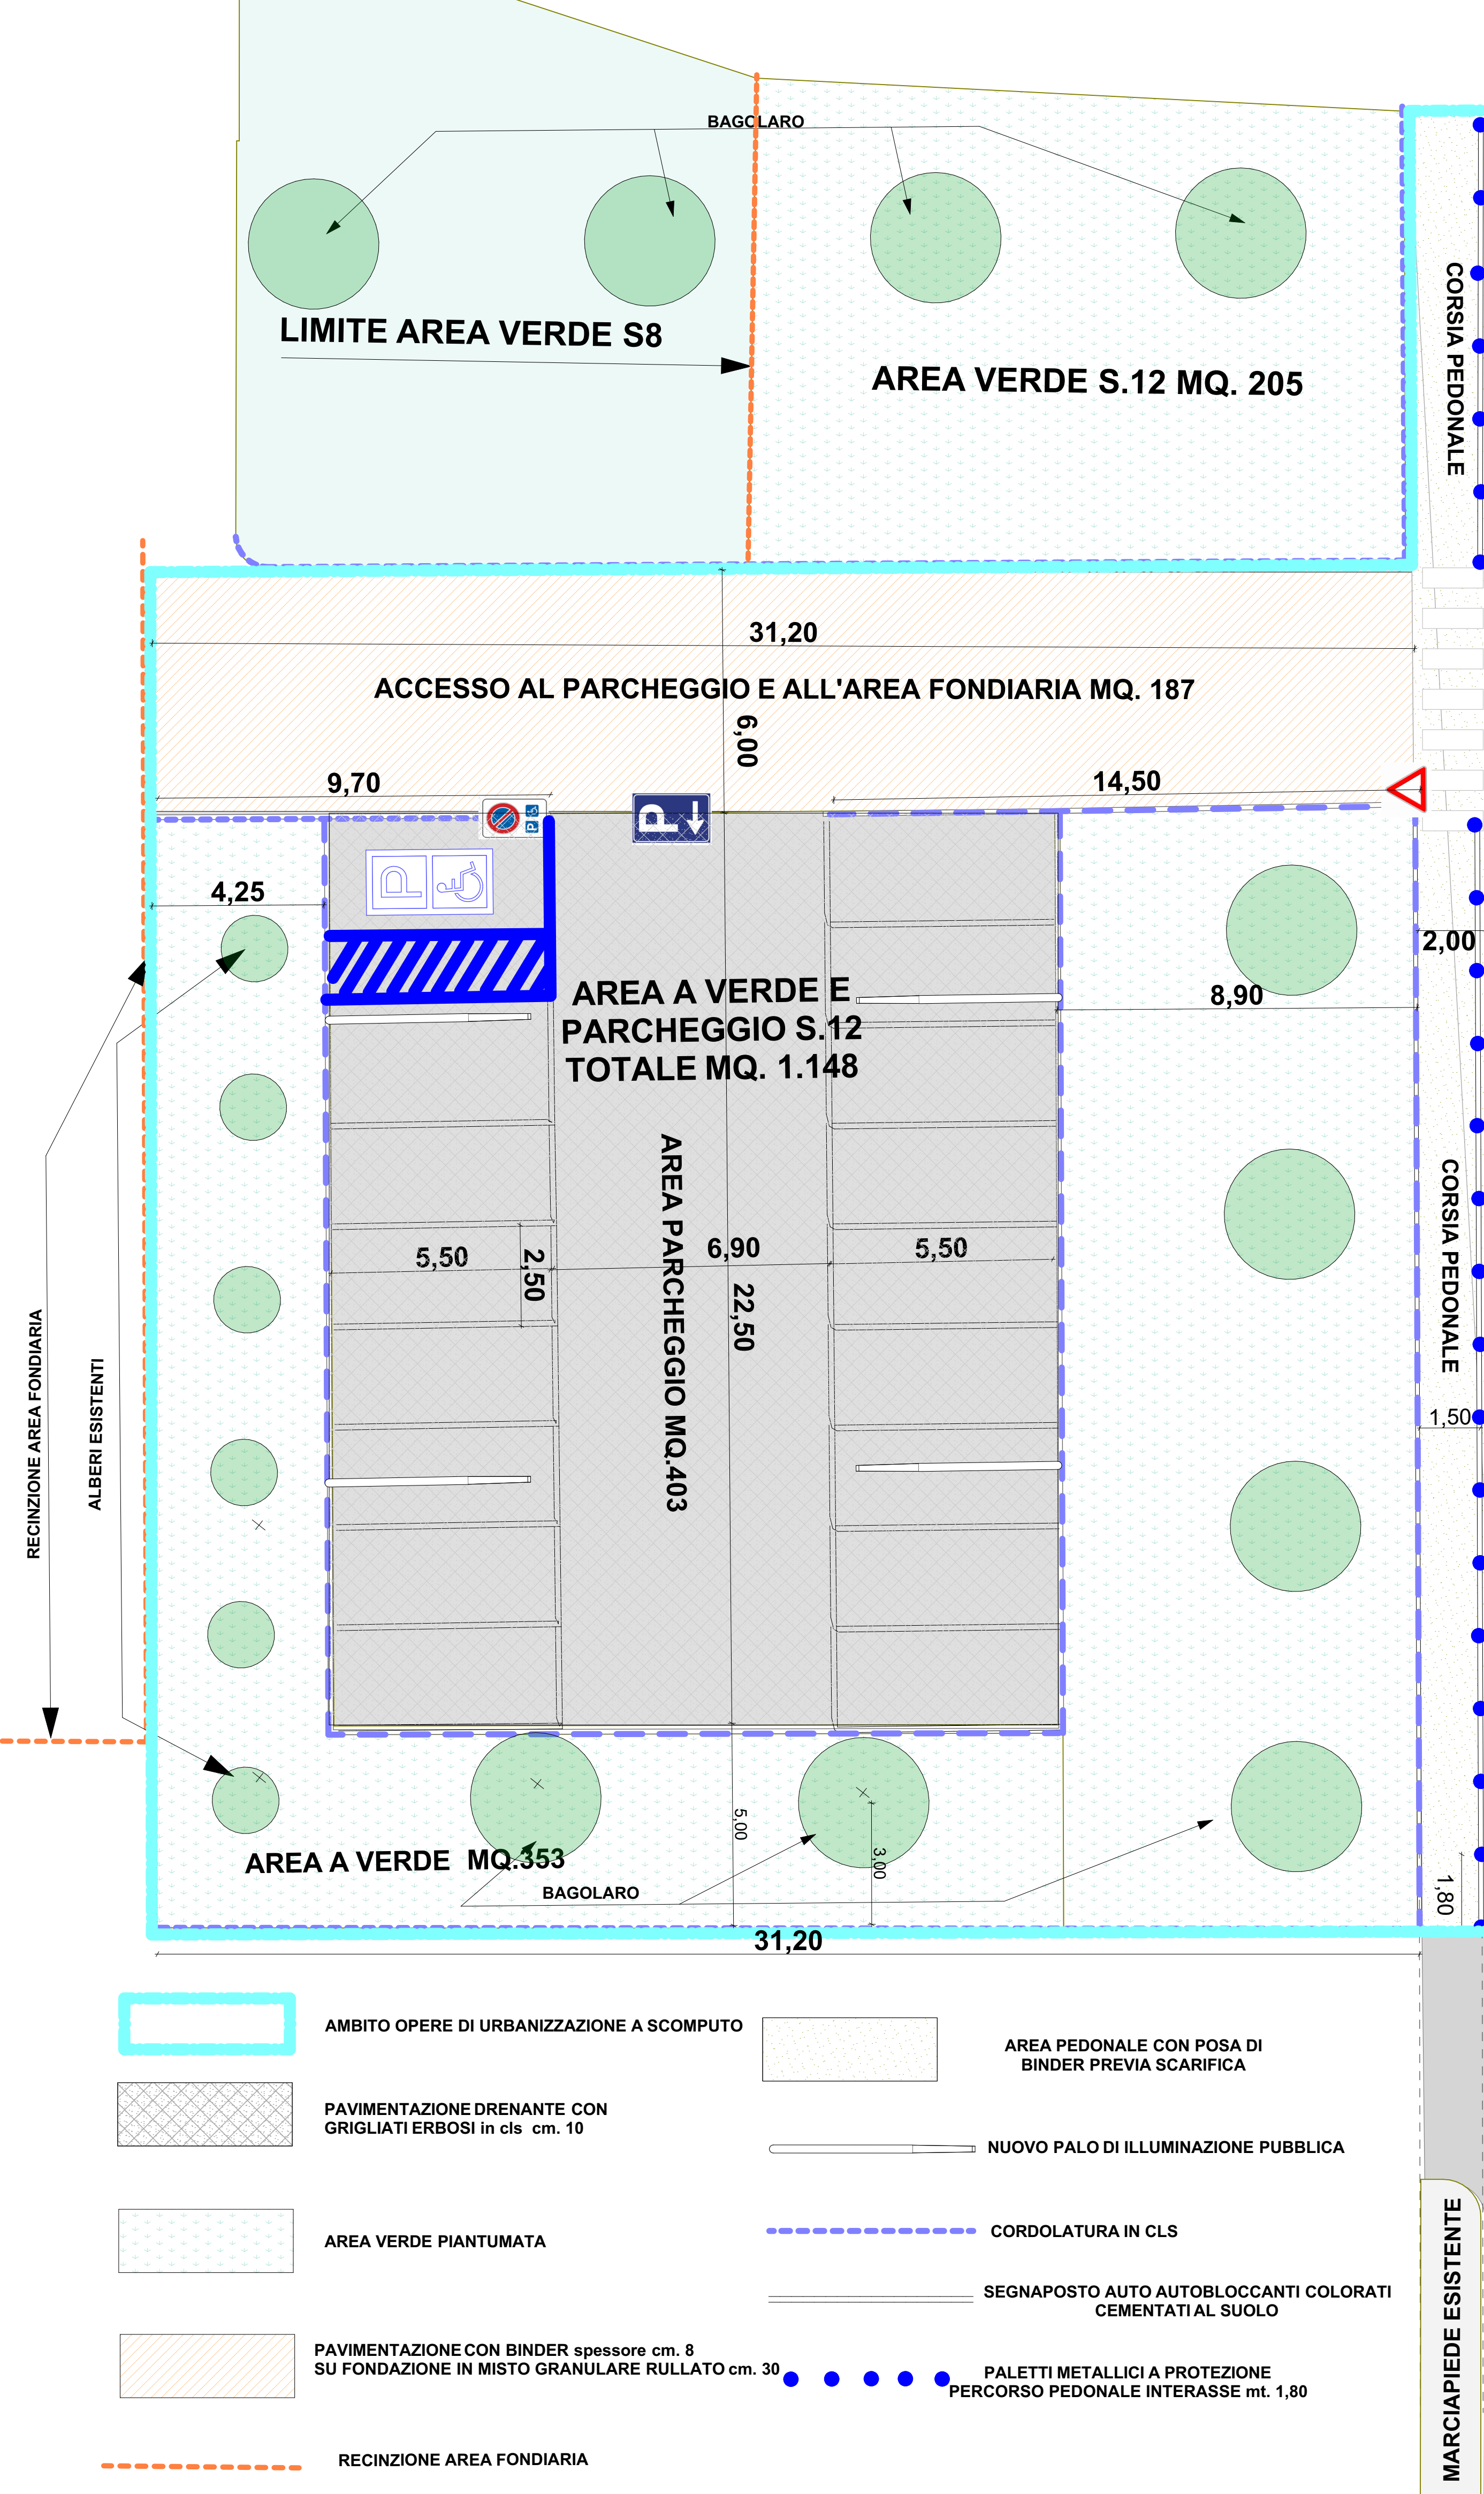 BAGOLARO
LIMITE AREA VERDE S8
AREA VERDE S.12 MQ. 205
CORSIA PEDONALE
31,20
ACCESSO AL PARCHEGGIO E ALL'AREA FONDIARIA MQ. 187
6,00
9,70
14,50
P
P
4,25
P
2,00
8,90
AREA A VERDE E
PARCHEGGIO S.12
TOTALE MQ. 1.148
AREA PARCHEGGIO MQ.403
CORSIA PEDONALE
5,50
2,50
6,90
5,50
22,50
RECINZIONE AREA FONDIARIA
ALBERI ESISTENTI
1,50
5,00
3,00
1,80
AREA A VERDE MQ.353
BAGOLARO
31,20
AMBITO OPERE DI URBANIZZAZIONE A SCOMPUTO
AREA PEDONALE CON POSA DI
BINDER PREVIA SCARIFICA
PAVIMENTAZIONE DRENANTE CON
GRIGLIATI ERBOSI in cls cm. 10
NUOVO PALO DI ILLUMINAZIONE PUBBLICA
AREA VERDE PIANTUMATA
CORDOLATURA IN CLS
SEGNAPOSTO AUTO AUTOBLOCCANTI COLORATI
CEMENTATI AL SUOLO
PAVIMENTAZIONE CON BINDER spessore cm. 8
SU FONDAZIONE IN MISTO GRANULARE RULLATO cm. 30
PALETTI METALLICI A PROTEZIONE
PERCORSO PEDONALE INTERASSE mt. 1,80
RECINZIONE AREA FONDIARIA
MARCIAPIEDE ESISTENTE